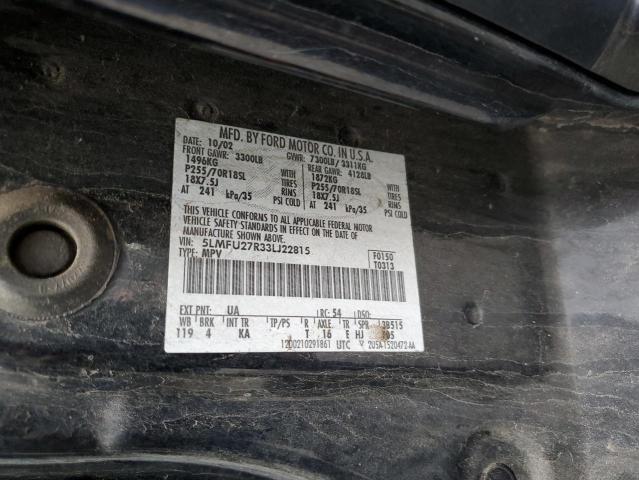 MFD. BY FORD MOTOR CO. IN U.S.A.
DATE: 10/02 GVWR: 7300LB/ 3311KG
FRONT GAWR: 3300LB REAR GAWR: 4128LB
1496KG 1872KG
P255/70R18SL TIRES P255/70R18SL TIRES
18X7.5J RIMS 18X7.5J RIMS
AT 241 kPa/35 PSI COLD AT 241 kPa/35 PSI COLD
THIS VEHICLE CONFORMS TO ALL APPLICABLE FEDERAL MOTOR
VEHICLE SAFETY STANDARDS IN EFFECT ON THE DATE OF
MANUFACTURE SHOWN ABOVE.
VIN: 5LMFU27R33LJ22815
TYPE: MPV
F0150
T0313
EXT PNT: UA RC: 54 DSO:
WB BRK INT TR TP/PS R AXLE TR SPR
119 4 KA T 16 E HJ
1200210291861 UTC